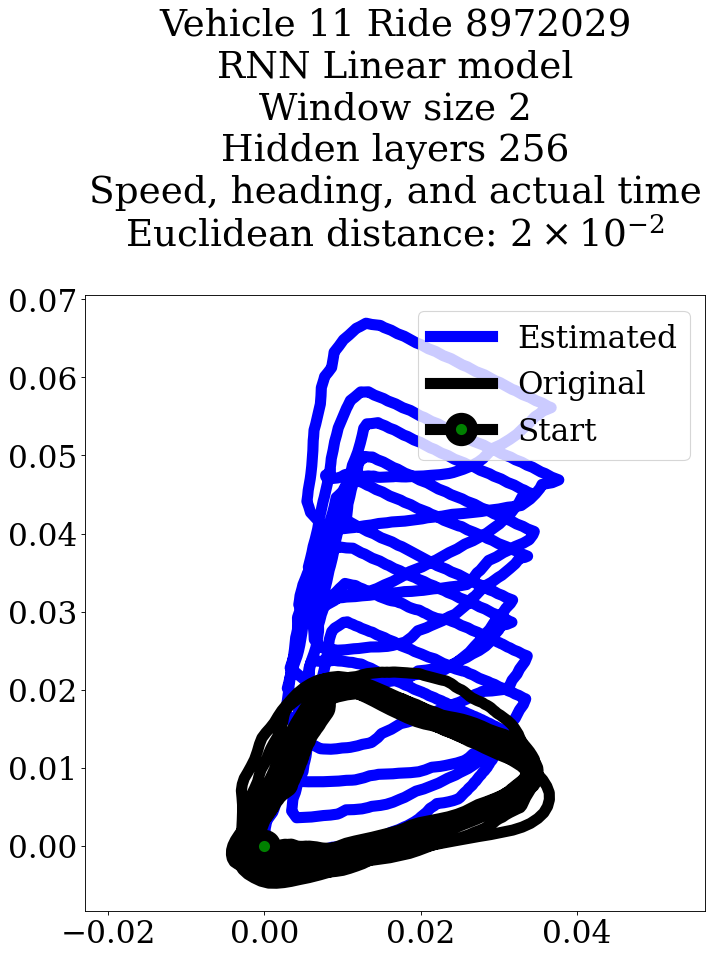 Vehicle 11 Ride 8972029
RNN Linear model
Window size 2
Hidden layers 256
Speed, heading, and actual time
Euclidean distance: 2 × 10⁻²
0.07
0.06
0.05
0.04
0.03
0.02
0.01
0.00
Estimated
Original
Start
−0.02 0.00 0.02 0.04